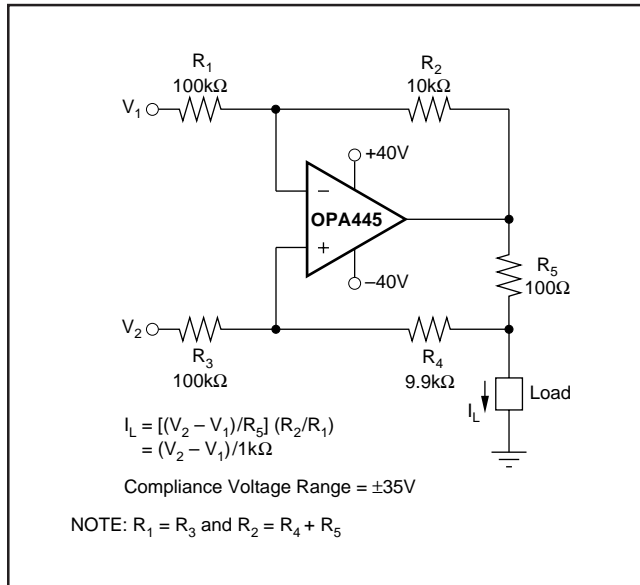 R1
100kΩ
R2
10kΩ
V1
+40V
–
OPA445
+
–40V
R5
100Ω
V2
R3
100kΩ
R4
9.9kΩ
IL
Load
IL = [(V2 – V1)/R5] (R2/R1)
= (V2 – V1)/1kΩ
Compliance Voltage Range = ±35V
NOTE: R1 = R3 and R2 = R4 + R5